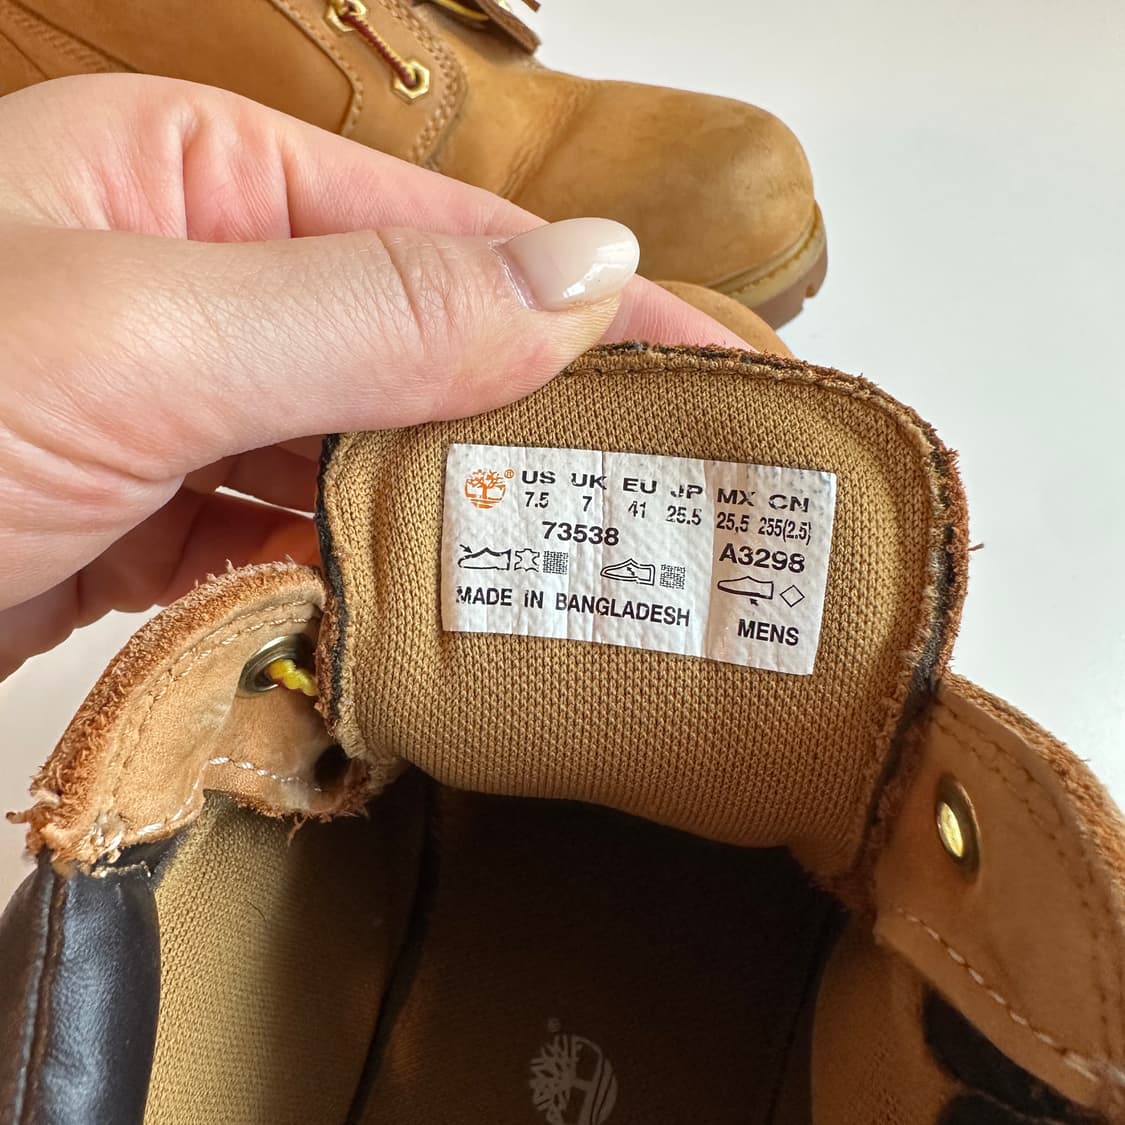 ® US UK EU JP MX CN
7.5 7 41 25.5 25.5 255(2.5)
73538 A3298
MADE IN BANGLADESH MENS
®